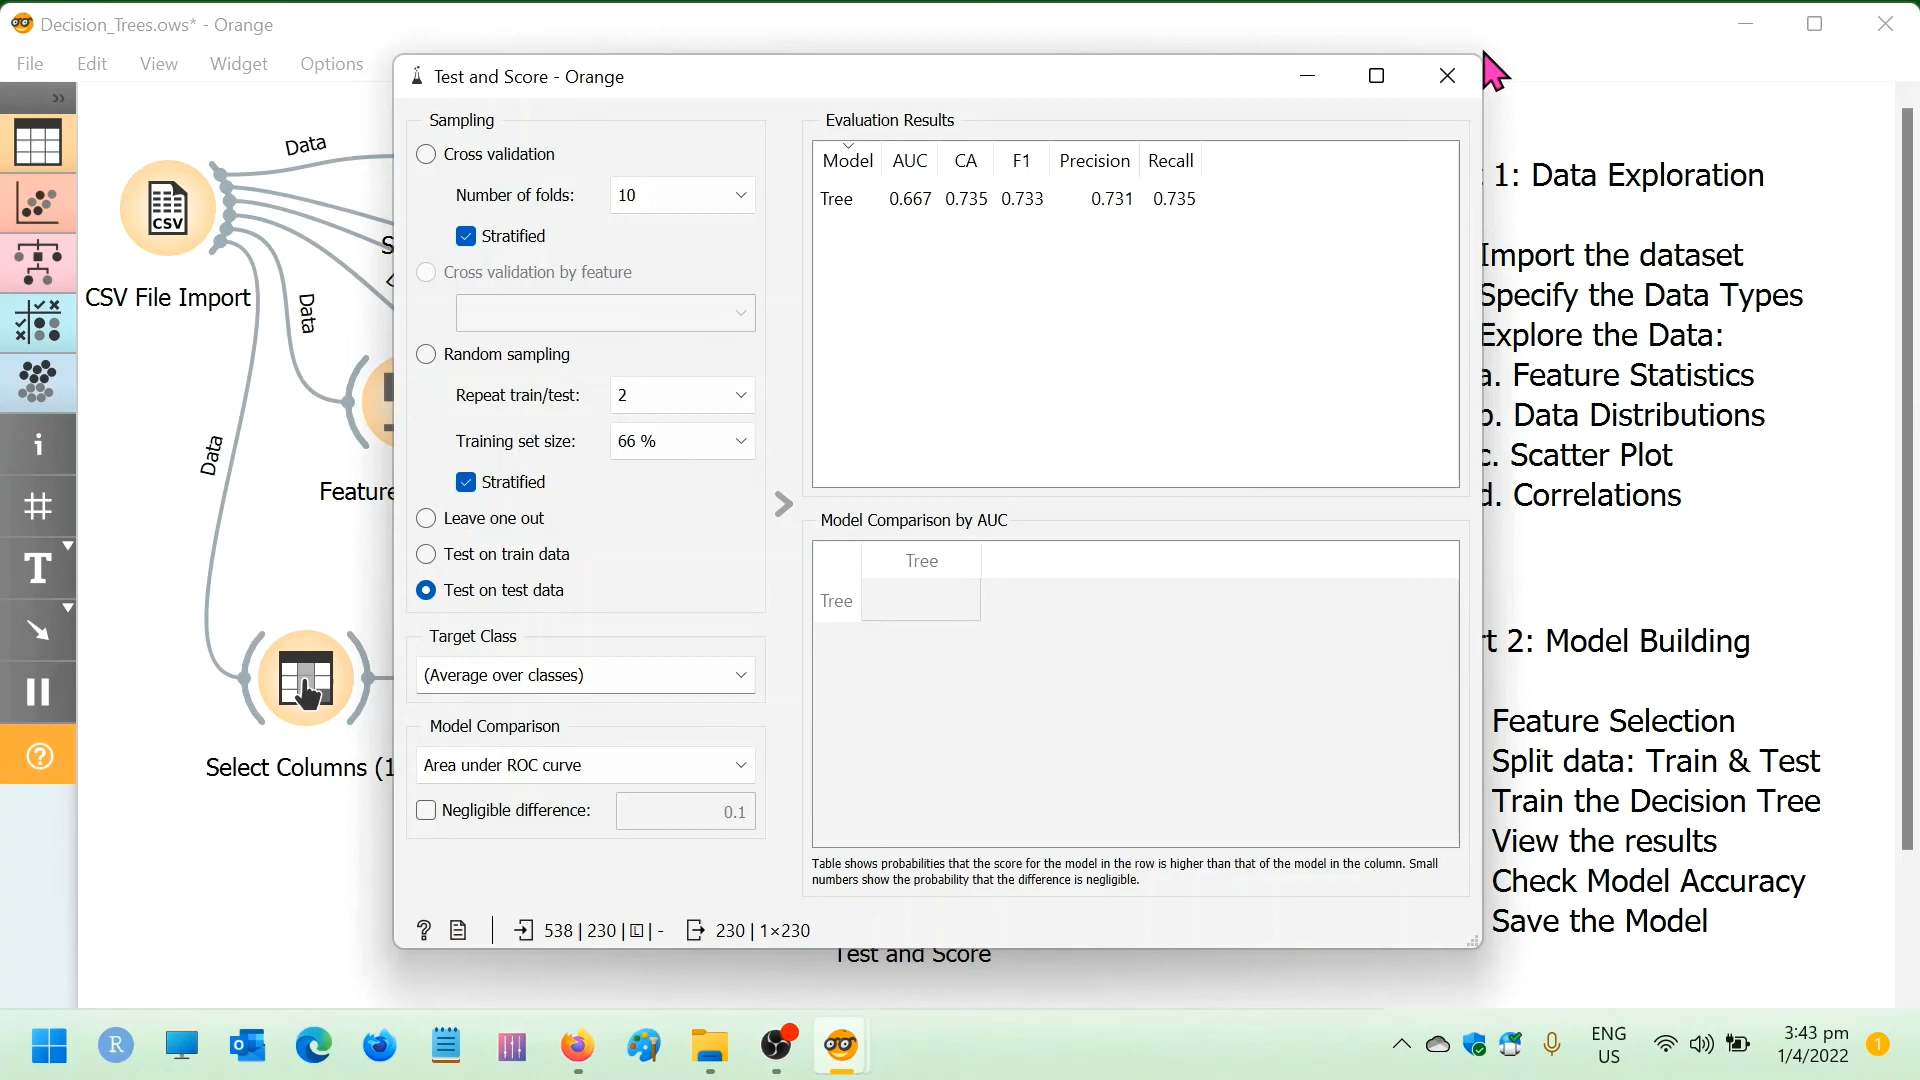 Decision_Trees.ows* - Orange
File Edit View Widget Options
Test and Score - Orange
Sampling
Cross validation
Number of folds: 10
Stratified
Cross validation by feature
Random sampling
Repeat train/test: 2
Training set size: 66 %
Stratified
Leave one out
Test on train data
Test on test data
Target Class
(Average over classes)
Model Comparison
Area under ROC curve
Negligible difference: 0.1
538 | 230 | - 230 | 1×230
Evaluation Results
Model AUC CA F1 Precision Recall
Tree 0.667 0.735 0.733 0.731 0.735
Model Comparison by AUC
Tree
Tree
Table shows probabilities that the score for the model in the row is higher than that of the model in the column. Small
numbers show the probability that the difference is negligible.
Data
CSV
CSV File Import
Data
Data
Feature
Select Columns (1
Test and Score
1: Data Exploration
Import the dataset
Specify the Data Types
Explore the Data:
a. Feature Statistics
b. Data Distributions
c. Scatter Plot
d. Correlations
t 2: Model Building
Feature Selection
Split data: Train & Test
Train the Decision Tree
View the results
Check Model Accuracy
Save the Model
T
R
ENG
US
3:43 pm
1/4/2022
1